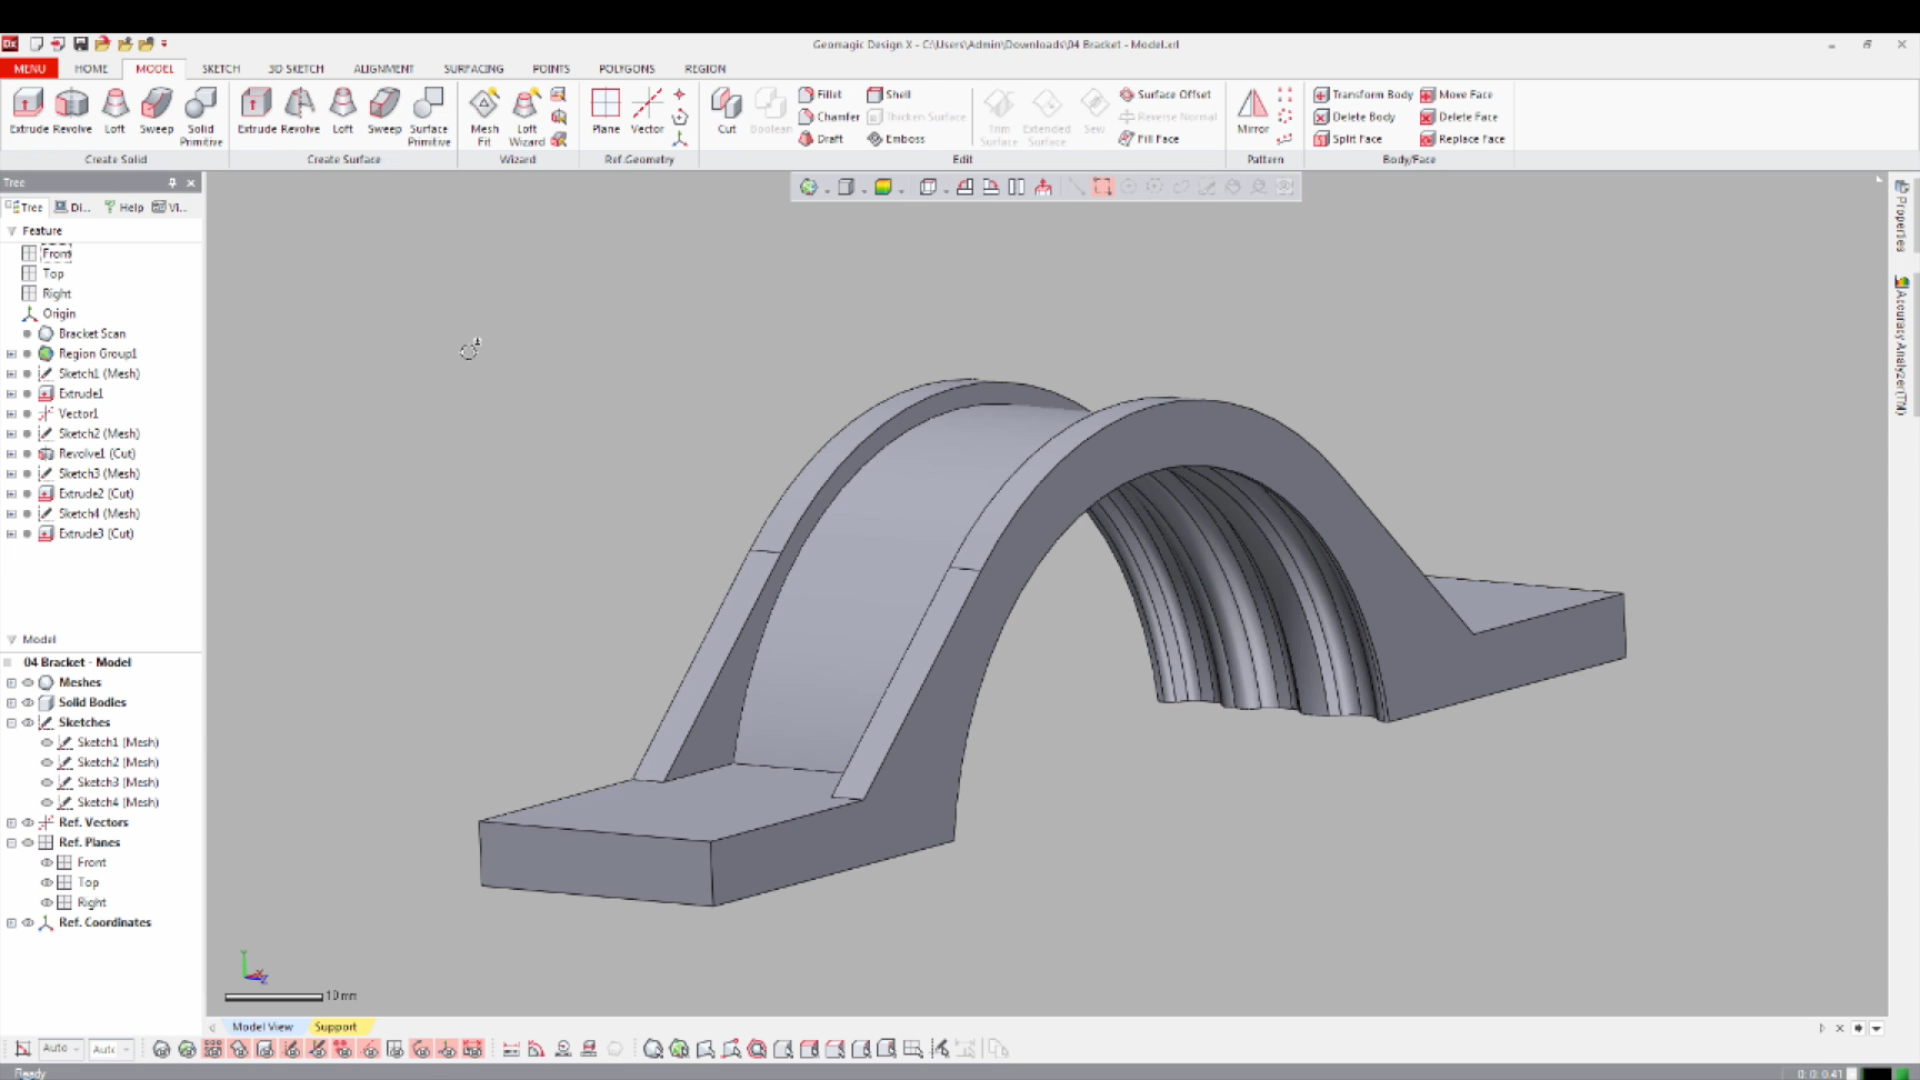 Geomagic Design X - C:\Users\Admin\Downloads\04 Bracket - Model.xrl
MENU HOME MODEL SKETCH 3D SKETCH ALIGNMENT SURFACING POINTS POLYGONS REGION
Extrude Revolve Loft Sweep Solid Primitive
Create Solid
Extrude Revolve Loft Sweep Surface Primitive
Create Surface
Mesh Fit Loft Wizard
Wizard
Plane Vector
Ref.Geometry
Cut Boolean
Fillet Shell
Chamfer Thicken Surface
Draft Emboss
Trim Surface Extended Surface Sew
Surface Offset
Reverse Normal
Fill Face
Edit
Mirror
Pattern
Transform Body Move Face
Delete Body Delete Face
Split Face Replace Face
Body/Face
Tree
Tree Di... Help Vi...
Feature
Front
Top
Right
Origin
Bracket Scan
Region Group1
Sketch1 (Mesh)
Extrude1
Vector1
Sketch2 (Mesh)
Revolve1 (Cut)
Sketch3 (Mesh)
Extrude2 (Cut)
Sketch4 (Mesh)
Extrude3 (Cut)
Model
04 Bracket - Model
Meshes
Solid Bodies
Sketches
Sketch1 (Mesh)
Sketch2 (Mesh)
Sketch3 (Mesh)
Sketch4 (Mesh)
Ref. Vectors
Ref. Planes
Front
Top
Right
Ref. Coordinates
Properties
Accuracy Analyzer(TM)
10 mm
Model View Support
Auto Auto
Ready
0: 0: 0.41